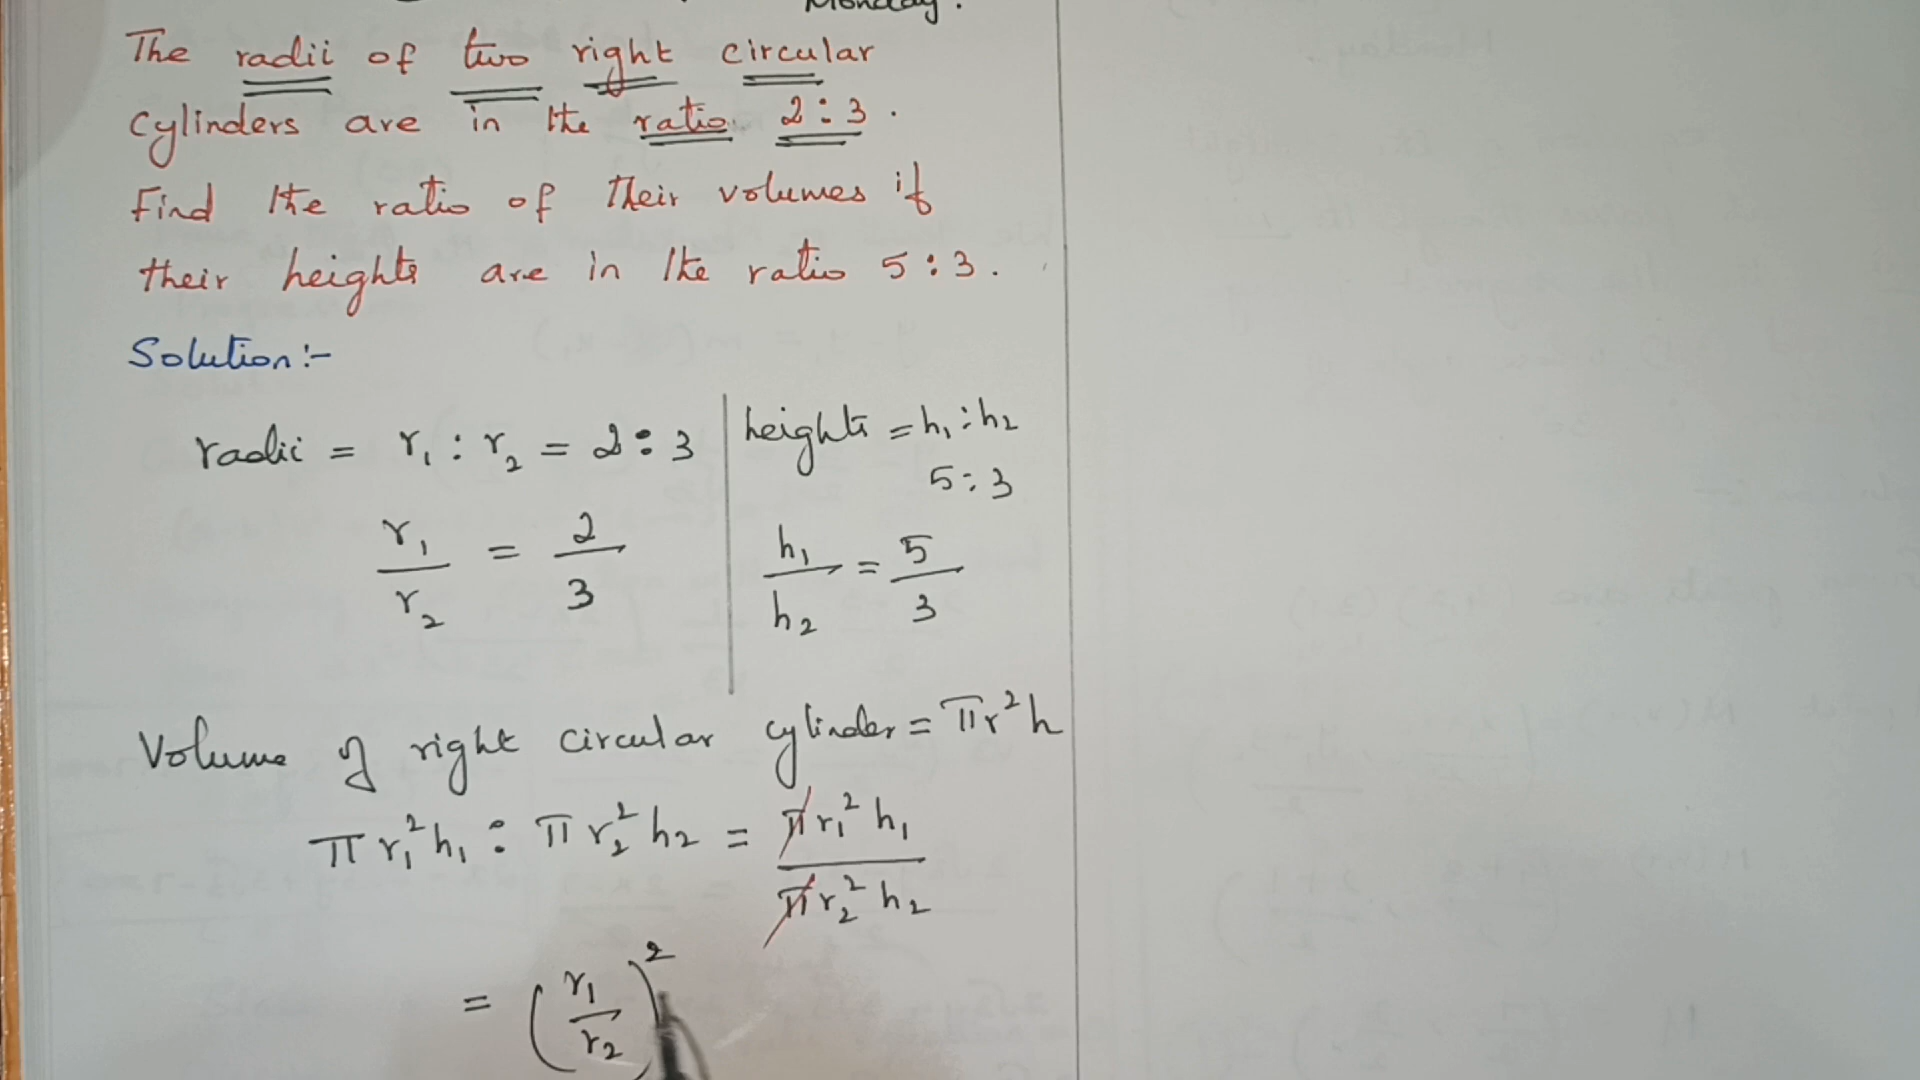 Monday.
The radii of two right circular
cylinders are in the ratio 2:3.
Find the ratio of their volumes if
their heights are in the ratio 5:3.
Solution:-
radii = r₁ : r₂ = 2:3
r₁/r₂ = 2/3
heights = h₁:h₂
5:3
h₁/h₂ = 5/3
Volume of right circular cylinder = πr²h
πr₁²h₁ : πr₂²h₂ = πr₁²h₁/πr₂²h₂
= (r₁/r₂)²